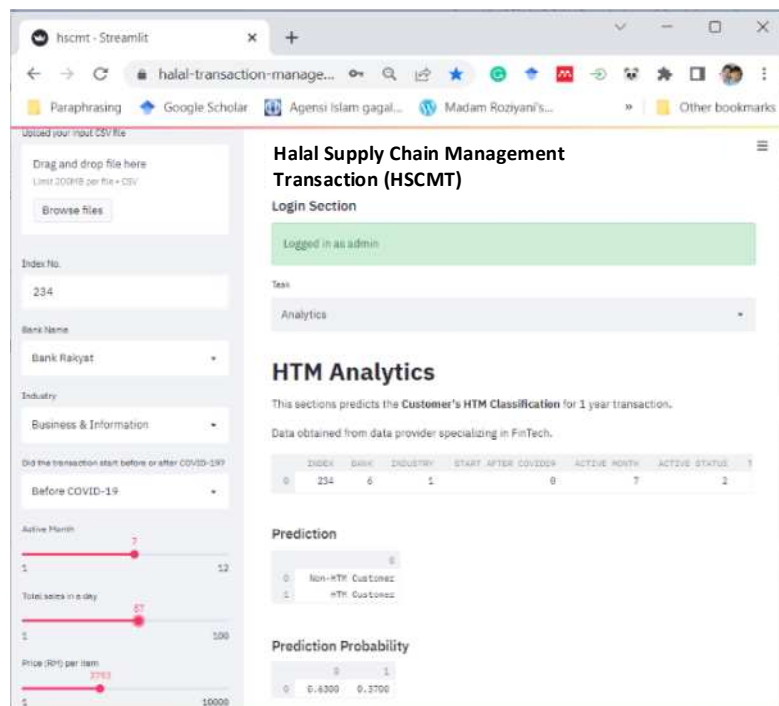 hscmt - Streamlit
halal-transaction-manage...
Paraphrasing
Google Scholar
Agensi Islam gagal...
Madam Roziyani's...
»
Other bookmarks
Upload your input CSV file
Drag and drop file here
Limit 200MB per file • CSV
Browse files
Index No.
234
Bank Name
Bank Rakyat
Industry
Business & Information
Did the transaction start before or after COVID-19?
Before COVID-19
Active Month
7
1 12
Total sales in a day
57
1 100
Price (RM) per item
1 10000
Halal Supply Chain Management
Transaction (HSCMT)
Login Section
Logged in as admin
Task
Analytics
HTM Analytics
This sections predicts the Customer's HTM Classification for 1 year transaction.
Data obtained from data provider specializing in FinTech.
INDEX BANK INDUSTRY START AFTER COVID19 ACTIVE MONTH ACTIVE STATUS T
0 234 6 1 0 7 2
Prediction
0
0 Non-HTM Customer
1 HTM Customer
Prediction Probability
0 1
0 0.6300 0.3700